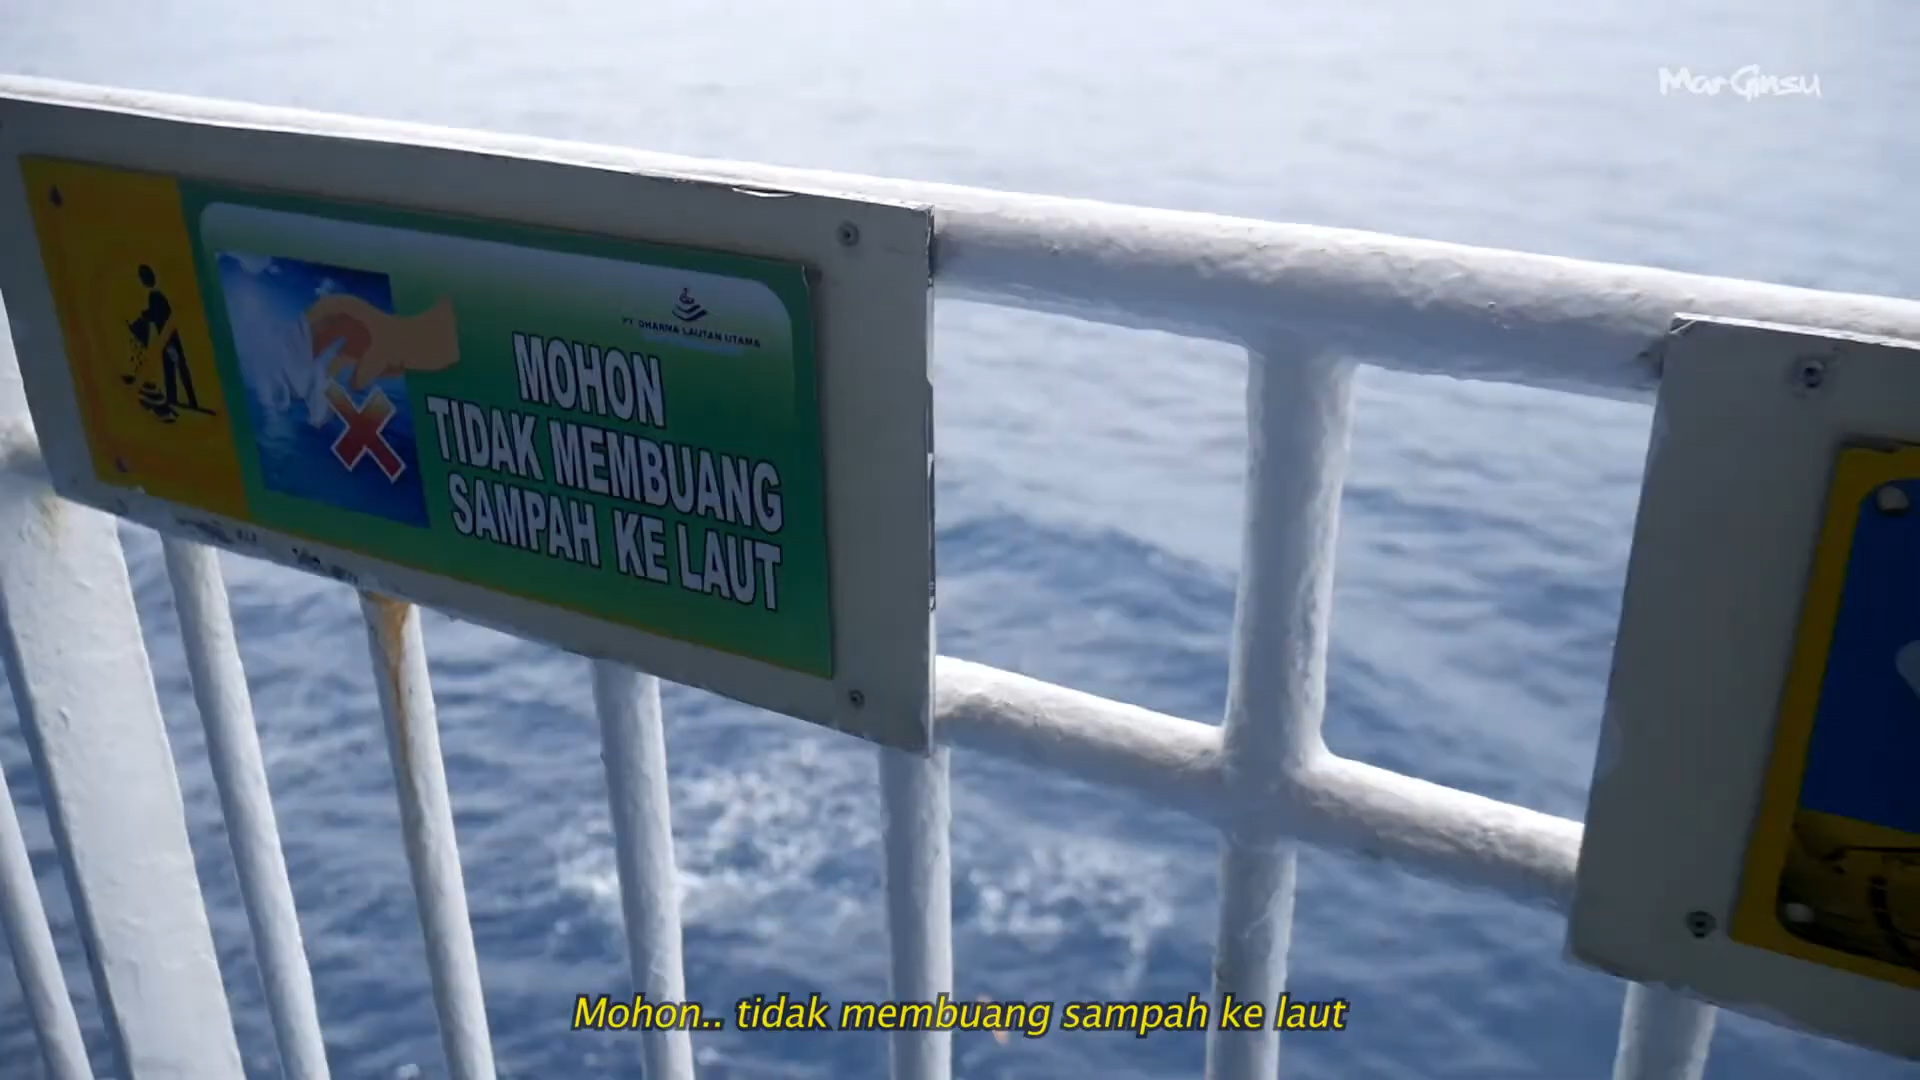 MarGinsu
PT. DHARMA LAUTAN UTAMA
MOHON
TIDAK MEMBUANG
SAMPAH KE LAUT
Mohon.. tidak membuang sampah ke laut